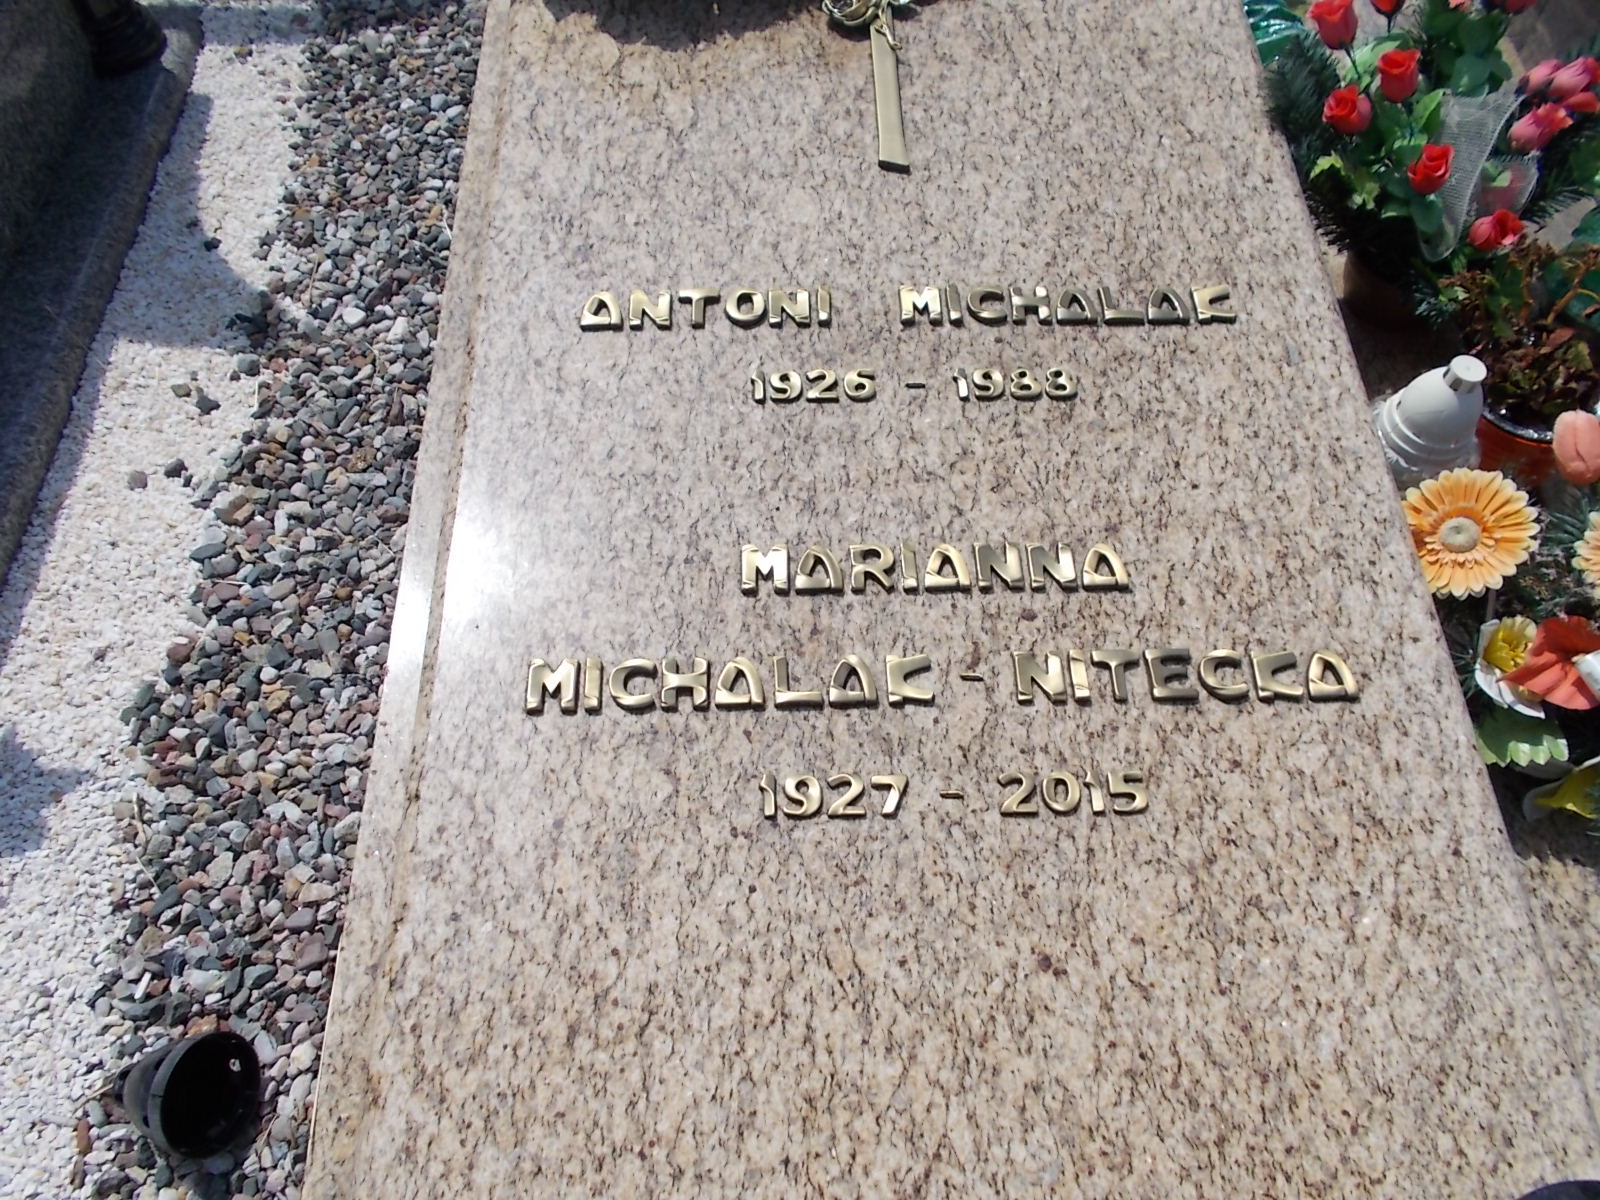 ANTONI MICHALAK
1926 - 1988
MARIANNA
MICHALAK - NITECKA
1927 - 2015